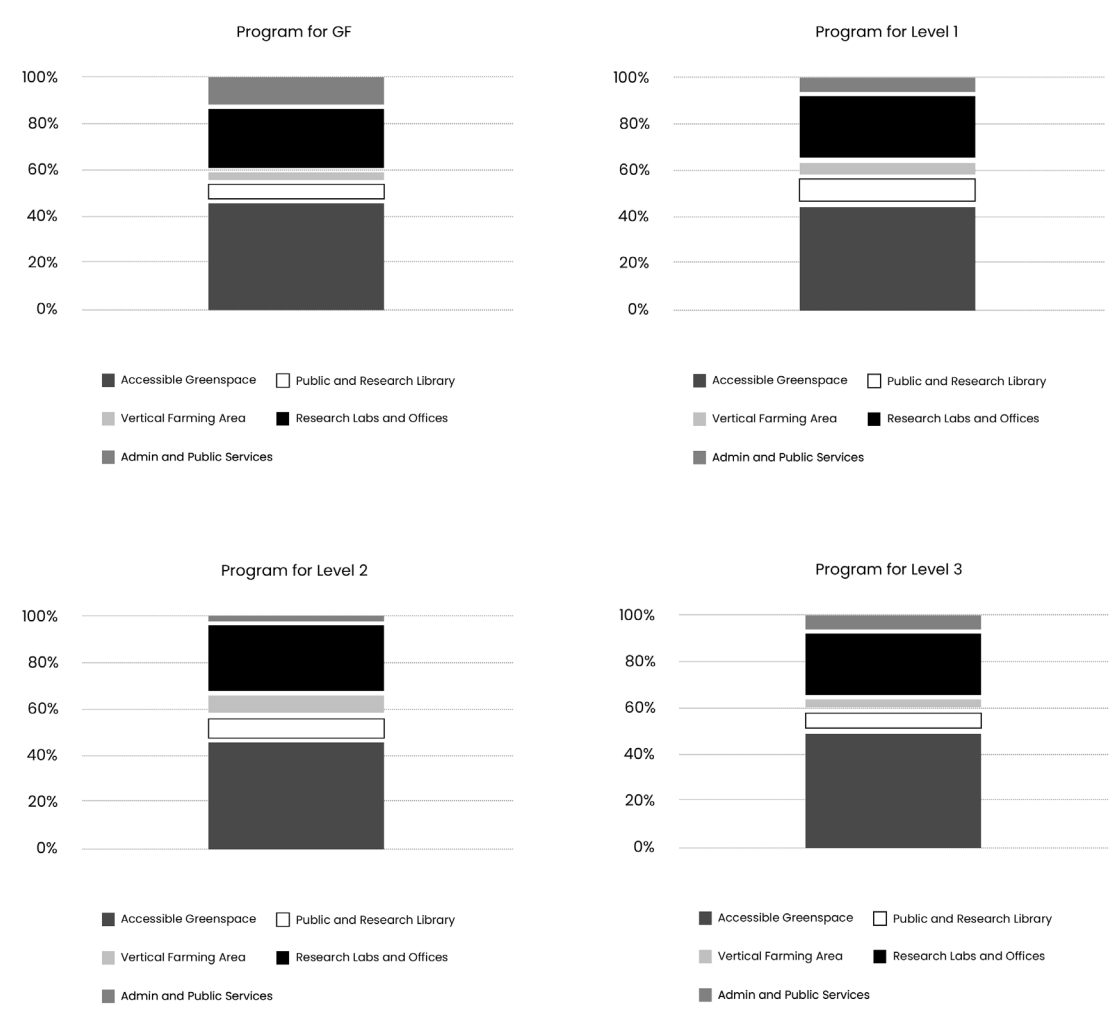 Program for GF
100%
80%
60%
40%
20%
0%
Accessible Greenspace
Public and Research Library
Vertical Farming Area
Research Labs and Offices
Admin and Public Services
Program for Level 1
100%
80%
60%
40%
20%
0%
Accessible Greenspace
Public and Research Library
Vertical Farming Area
Research Labs and Offices
Admin and Public Services
Program for Level 2
100%
80%
60%
40%
20%
0%
Accessible Greenspace
Public and Research Library
Vertical Farming Area
Research Labs and Offices
Admin and Public Services
Program for Level 3
100%
80%
60%
40%
20%
0%
Accessible Greenspace
Public and Research Library
Vertical Farming Area
Research Labs and Offices
Admin and Public Services